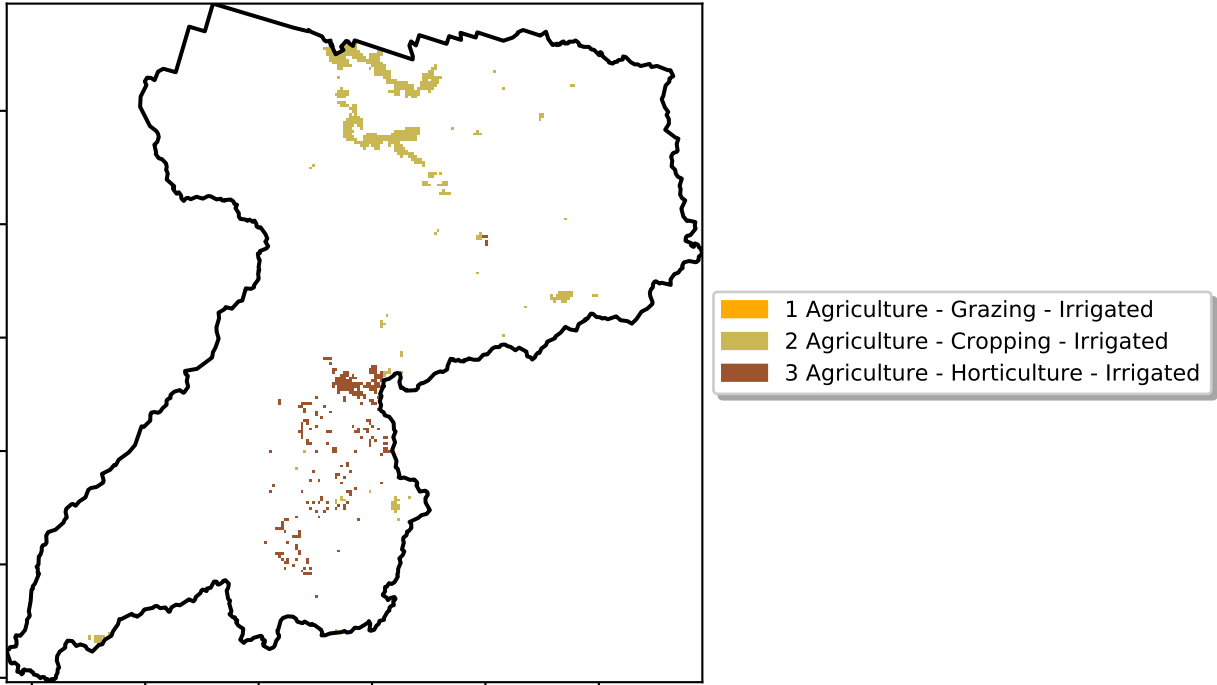 1 Agriculture - Grazing - Irrigated
2 Agriculture - Cropping - Irrigated
3 Agriculture - Horticulture - Irrigated